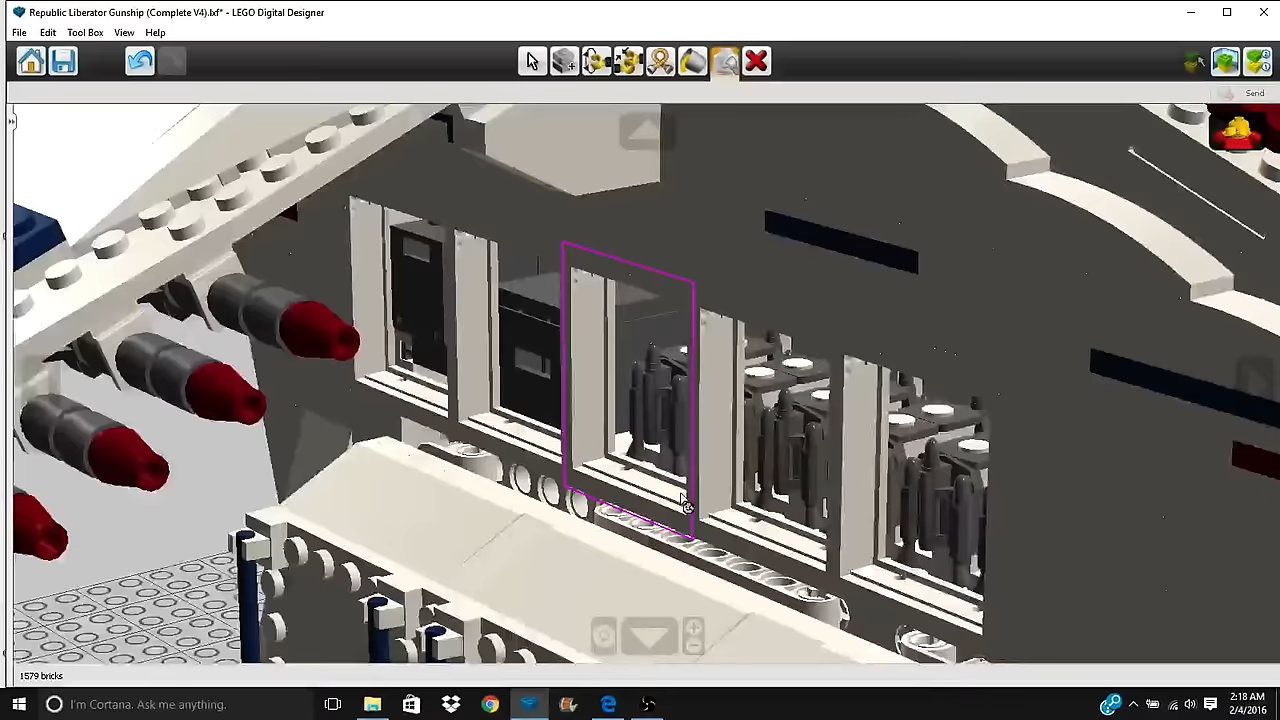 Republic Liberator Gunship (Complete V4).lxf* - LEGO Digital Designer
File Edit Tool Box View Help
Send
1579 bricks
I'm Cortana. Ask me anything.
2:18 AM
2/4/2016